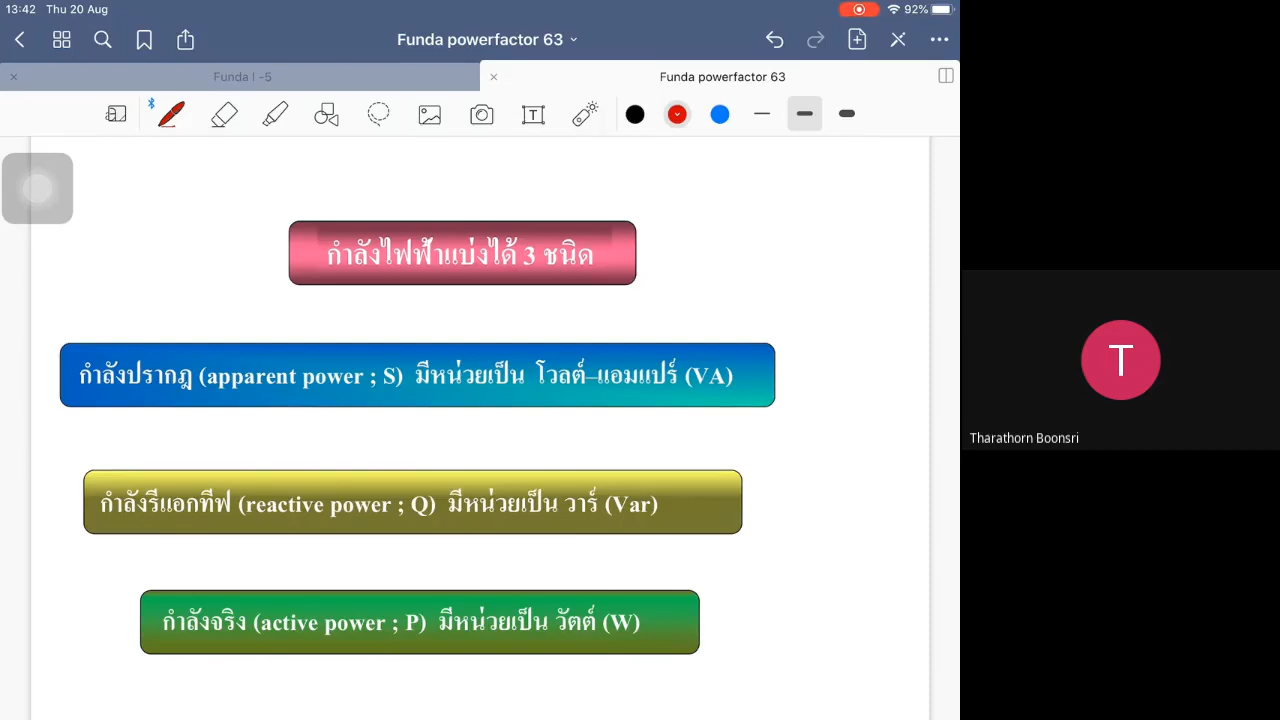 13:42 Thu 20 Aug
92%
Funda powerfactor 63
Funda I -5
Funda powerfactor 63
T
กำลังไฟฟ้าแบ่งได้ 3 ชนิด
กำลังปรากฎ (apparent power ; S) มีหน่วยเป็น โวลต์–แอมแปร์ (VA)
กำลังรีแอกทีฟ (reactive power ; Q) มีหน่วยเป็น วาร์ (Var)
กำลังจริง (active power ; P) มีหน่วยเป็น วัตต์ (W)
T
Tharathorn Boonsri